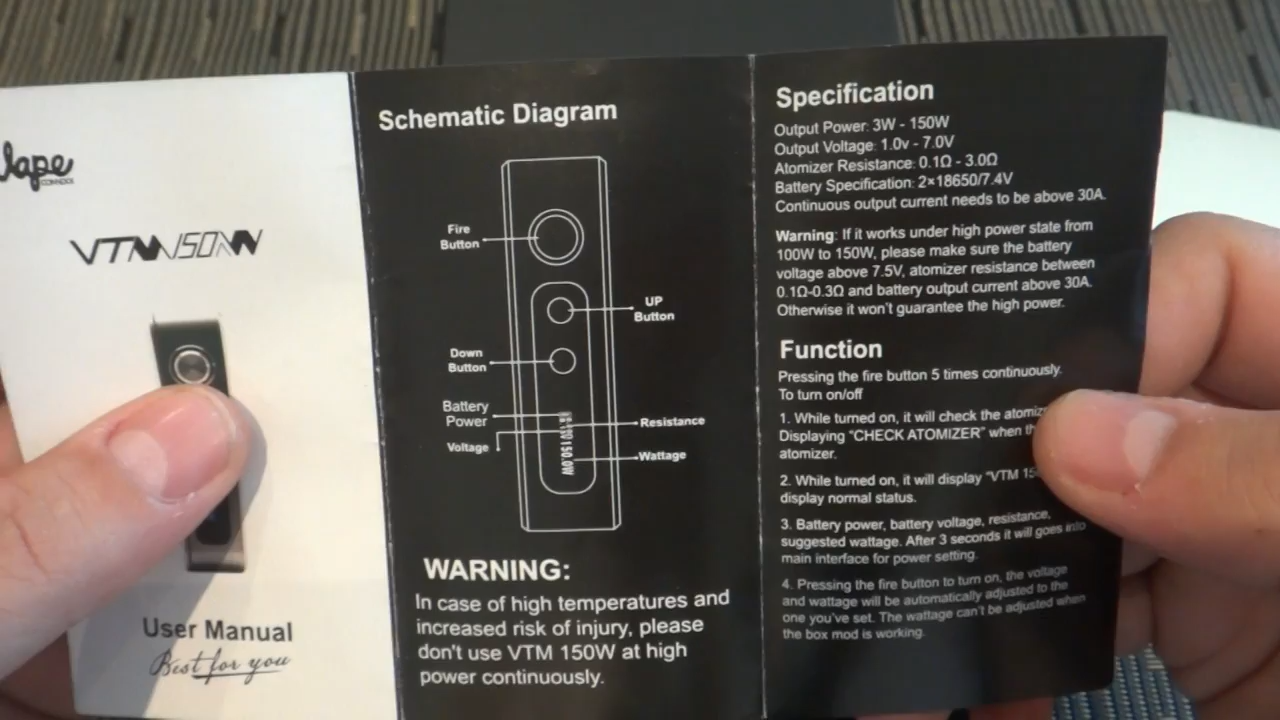 Vape
VTM 150W
User Manual
Best for you
Schematic Diagram
Fire
Button
UP
Button
Down
Button
Battery
Power
Voltage
Resistance
Wattage
150.0W
WARNING:
In case of high temperatures and
increased risk of injury, please
don't use VTM 150W at high
power continuously.
Specification
Output Power: 3W - 150W
Output Voltage: 1.0v - 7.0V
Atomizer Resistance: 0.1Ω - 3.0Ω
Battery Specification: 2×18650/7.4V
Continuous output current needs to be above 30A.
Warning: If it works under high power state from
100W to 150W, please make sure the battery
voltage above 7.5V, atomizer resistance between
0.1Ω-0.3Ω and battery output current above 30A.
Otherwise it won't guarantee the high power.
Function
Pressing the fire button 5 times continuously.
To turn on/off
1. While turned on, it will check the
Displaying "CHECK ATOMIZER" when
atomizer.
2. While turned on, it will display "VTM
display normal status.
3. Battery power, battery voltage, resistance,
suggested wattage. After 3 seconds it will goes into
main interface for power setting.
4. Pressing the fire button to turn on, the voltage
and wattage will be automatically adjusted to the
one you've set. The wattage can't be adjusted when
the box mod is working.